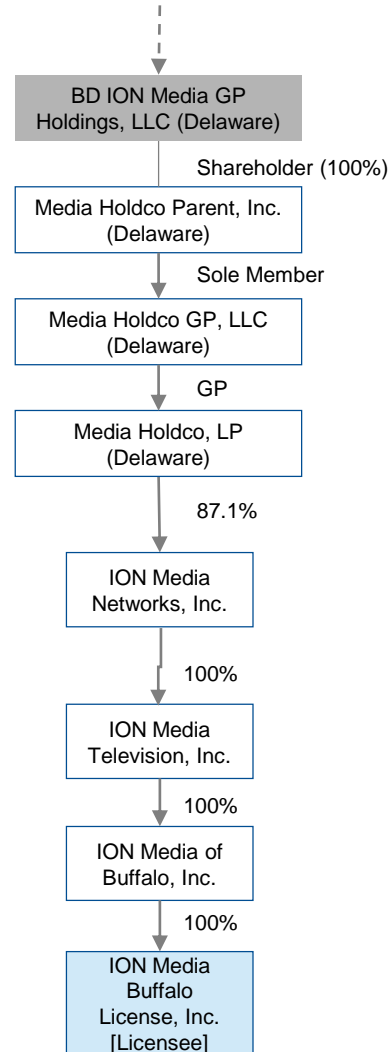 BD ION Media GP
Holdings, LLC (Delaware)
Shareholder (100%)
Media Holdco Parent, Inc.
(Delaware)
Sole Member
Media Holdco GP, LLC
(Delaware)
GP
Media Holdco, LP
(Delaware)
87.1%
ION Media
Networks, Inc.
100%
ION Media
Television, Inc.
100%
ION Media of
Buffalo, Inc.
100%
ION Media
Buffalo
License, Inc.
[Licensee]